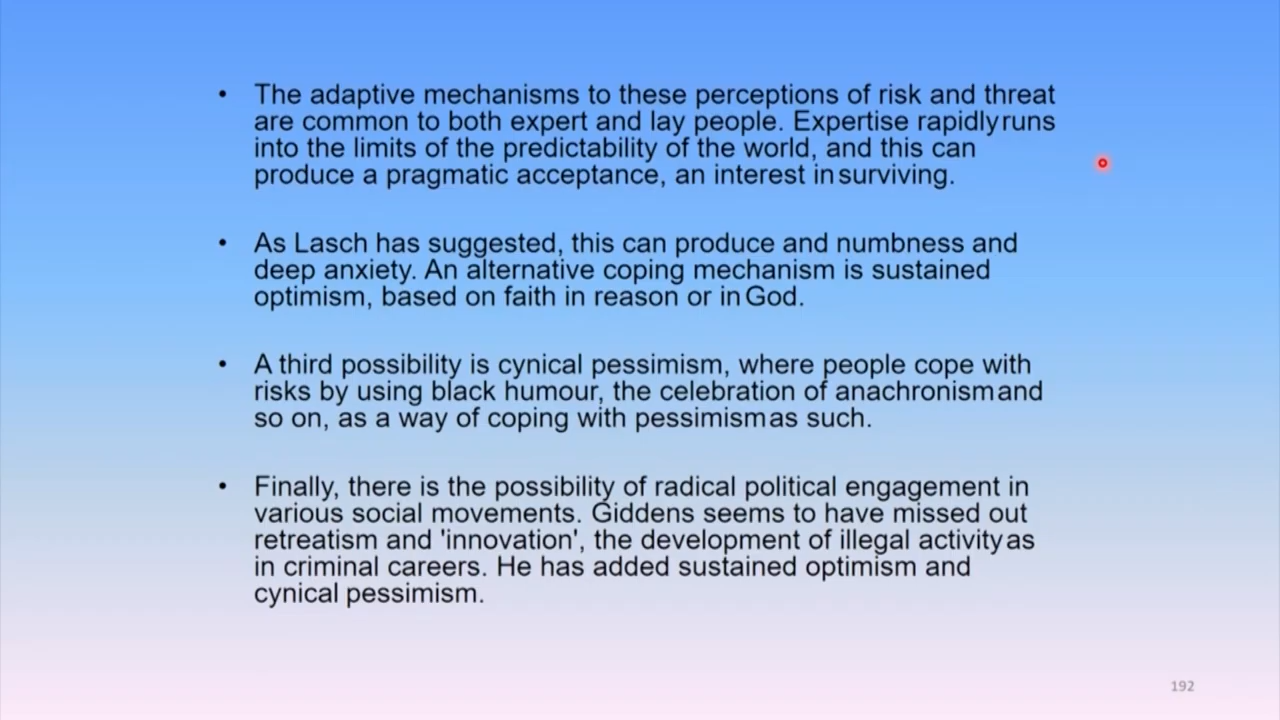 • The adaptive mechanisms to these perceptions of risk and threat
are common to both expert and lay people. Expertise rapidly runs
into the limits of the predictability of the world, and this can
produce a pragmatic acceptance, an interest in surviving.
• As Lasch has suggested, this can produce and numbness and
deep anxiety. An alternative coping mechanism is sustained
optimism, based on faith in reason or in God.
• A third possibility is cynical pessimism, where people cope with
risks by using black humour, the celebration of anachronism and
so on, as a way of coping with pessimism as such.
• Finally, there is the possibility of radical political engagement in
various social movements. Giddens seems to have missed out
retreatism and 'innovation', the development of illegal activity as
in criminal careers. He has added sustained optimism and
cynical pessimism.
192